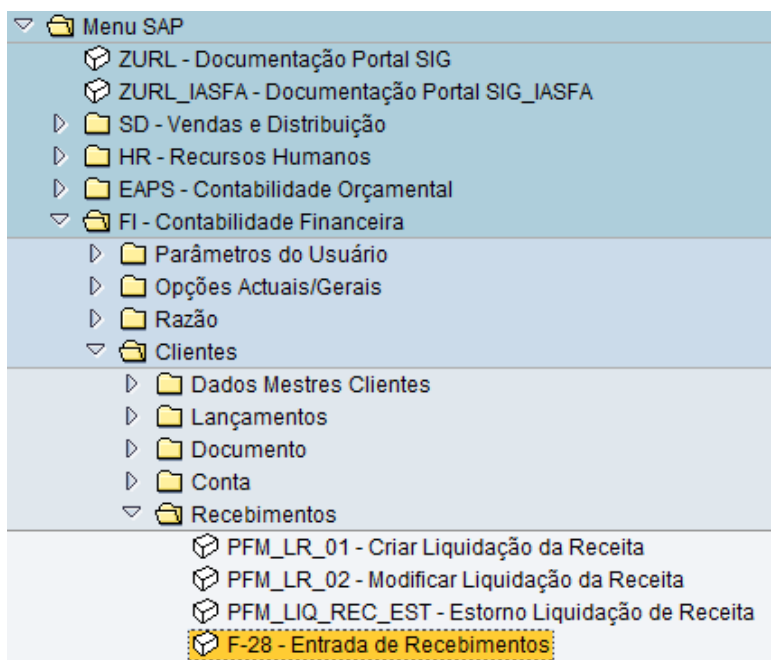 Menu SAP
ZURL - Documentação Portal SIG
ZURL_IASFA - Documentação Portal SIG_IASFA
SD - Vendas e Distribuição
HR - Recursos Humanos
EAPS - Contabilidade Orçamental
FI - Contabilidade Financeira
Parâmetros do Usuário
Opções Actuais/Gerais
Razão
Clientes
Dados Mestres Clientes
Lançamentos
Documento
Conta
Recebimentos
PFM_LR_01 - Criar Liquidação da Receita
PFM_LR_02 - Modificar Liquidação da Receita
PFM_LIQ_REC_EST - Estorno Liquidação de Receita
F-28 - Entrada de Recebimentos